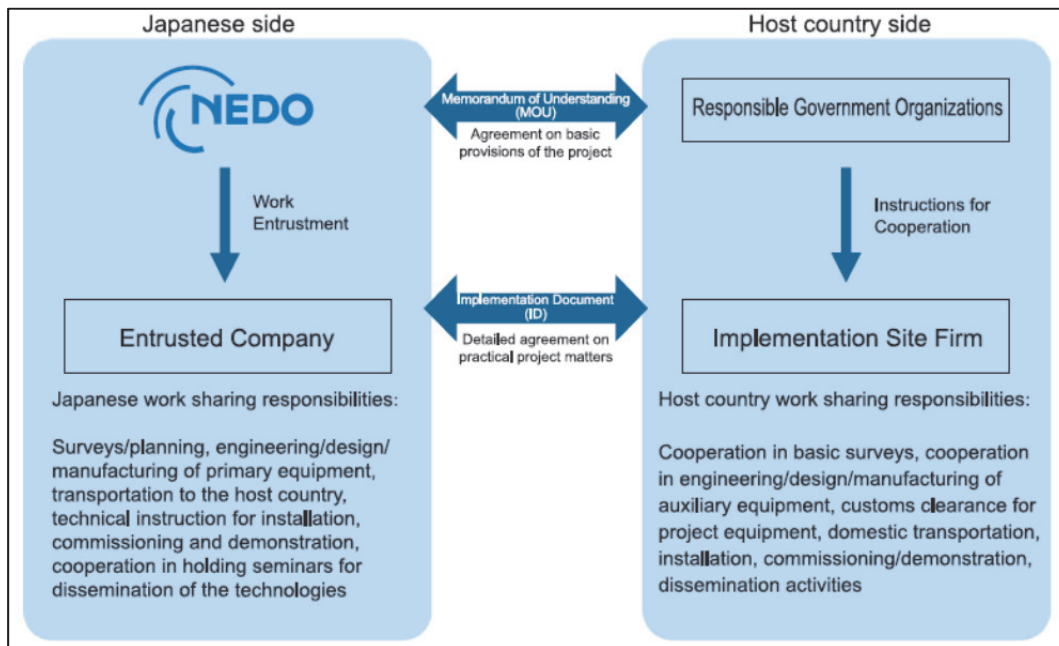 Japanese side
Host country side
NEDO
Memorandum of Understanding
(MOU)
Agreement on basic
provisions of the project
Responsible Government Organizations
Work
Entrustment
Instructions for
Cooperation
Entrusted Company
Implementation Document
(ID)
Detailed agreement on
practical project matters
Implementation Site Firm
Japanese work sharing responsibilities:
Surveys/planning, engineering/design/
manufacturing of primary equipment,
transportation to the host country,
technical instruction for installation,
commissioning and demonstration,
cooperation in holding seminars for
dissemination of the technologies
Host country work sharing responsibilities:
Cooperation in basic surveys, cooperation
in engineering/design/manufacturing of
auxiliary equipment, customs clearance for
project equipment, domestic transportation,
installation, commissioning/demonstration,
dissemination activities